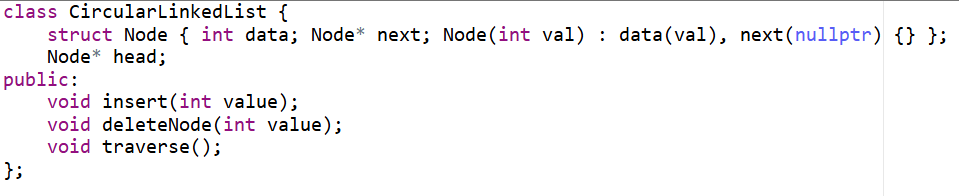 class CircularLinkedList {
    struct Node { int data; Node* next; Node(int val) : data(val), next(nullptr) {} };
    Node* head;
public:
    void insert(int value);
    void deleteNode(int value);
    void traverse();
};